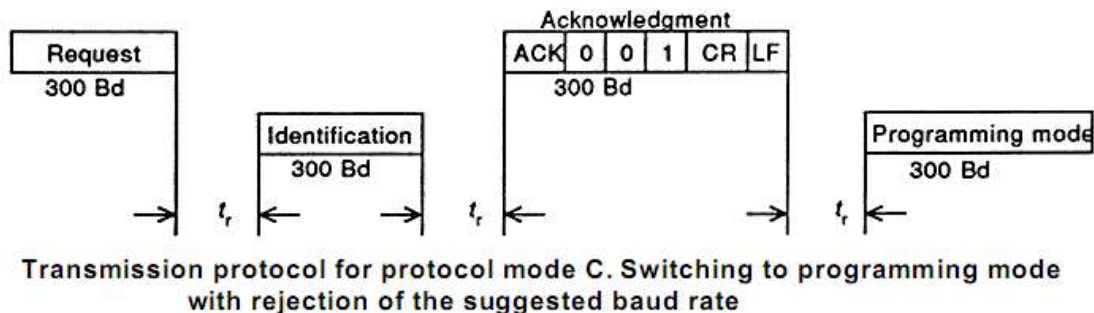 Acknowledgment
Request
ACK 0 0 1 CR LF
300 Bd
300 Bd
Identification
Programming mode
300 Bd
300 Bd
tr tr tr
Transmission protocol for protocol mode C. Switching to programming mode
with rejection of the suggested baud rate